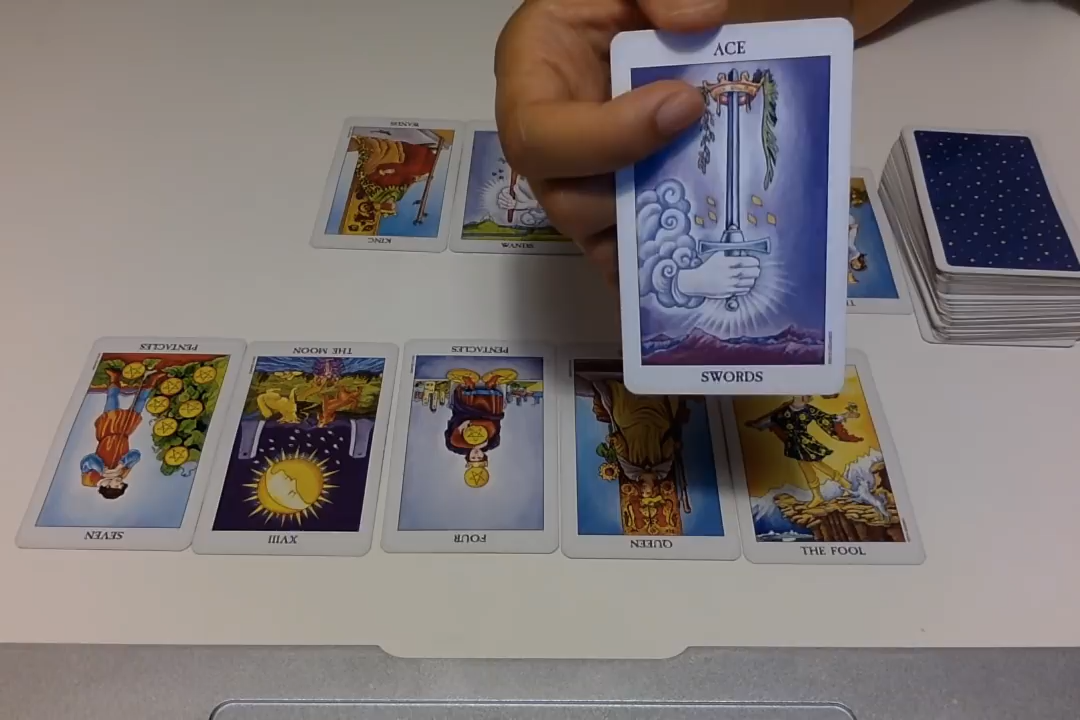 ACE
SWORDS
WANDS
KING
WANDS
PENTACLES
SEVEN
THE MOON
XVIII
PENTACLES
FOUR
QUEEN
THE FOOL